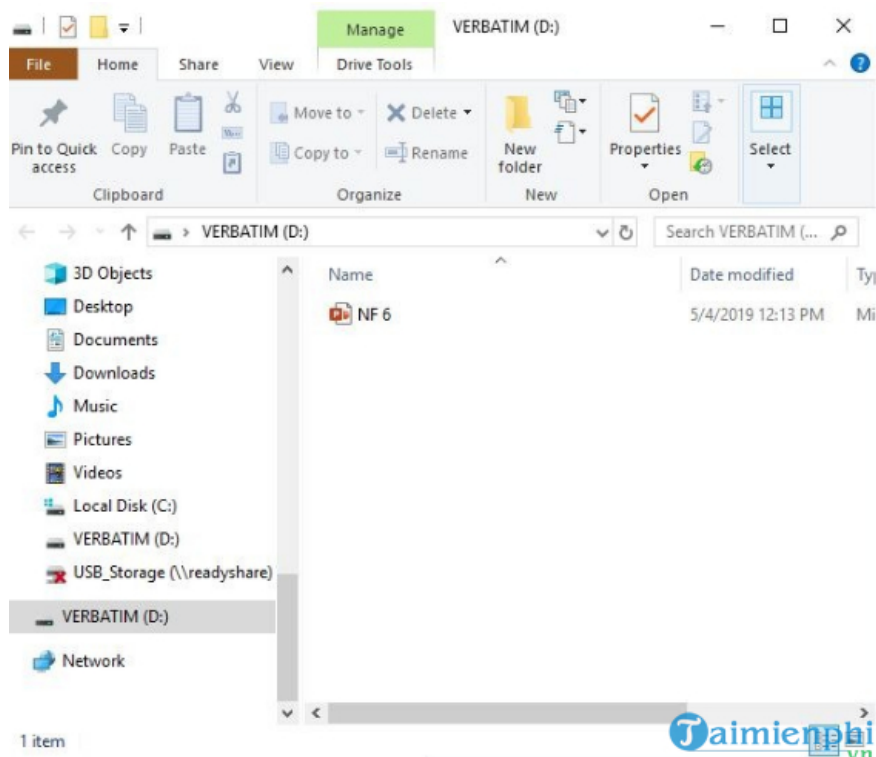 Manage VERBATIM (D:)
File Home Share View Drive Tools
Pin to Quick access Copy Paste
Move to Copy to Delete Rename
New folder
Properties
Select
Clipboard Organize New Open
VERBATIM (D:) Search VERBATIM (...
3D Objects
Name Date modified
Desktop
NF 6 5/4/2019 12:13 PM Mi
Documents
Downloads
Music
Pictures
Videos
Local Disk (C:)
VERBATIM (D:)
USB_Storage (\\readyshare)
VERBATIM (D:)
Network
1 item
Taimienphi
.vn